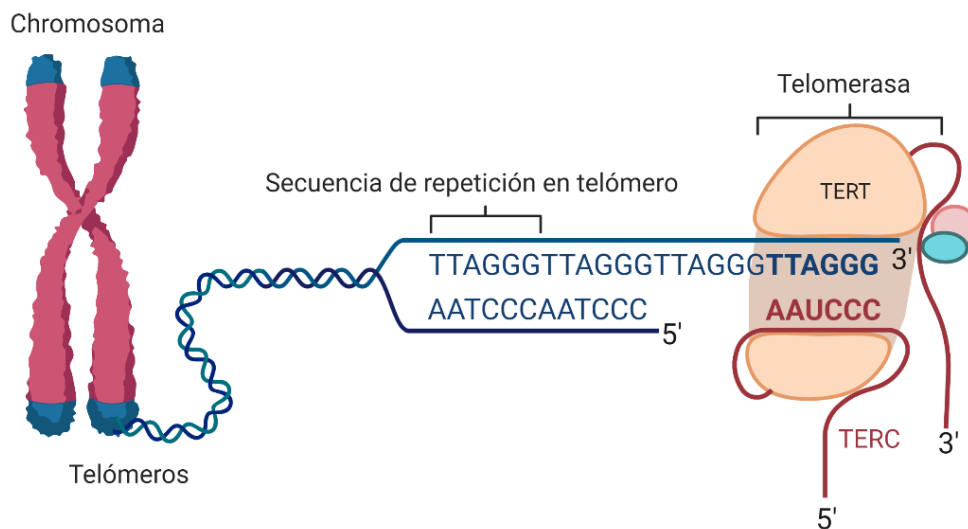 Chromosoma
Telomerasa
TERT
Secuencia de repetición en telómero
TTAGGGTTAGGGTTAGGGTTAGGG 3'
AATCCCAATCCC
AAUCCC
5'
TERC
3'
Telómeros
5'